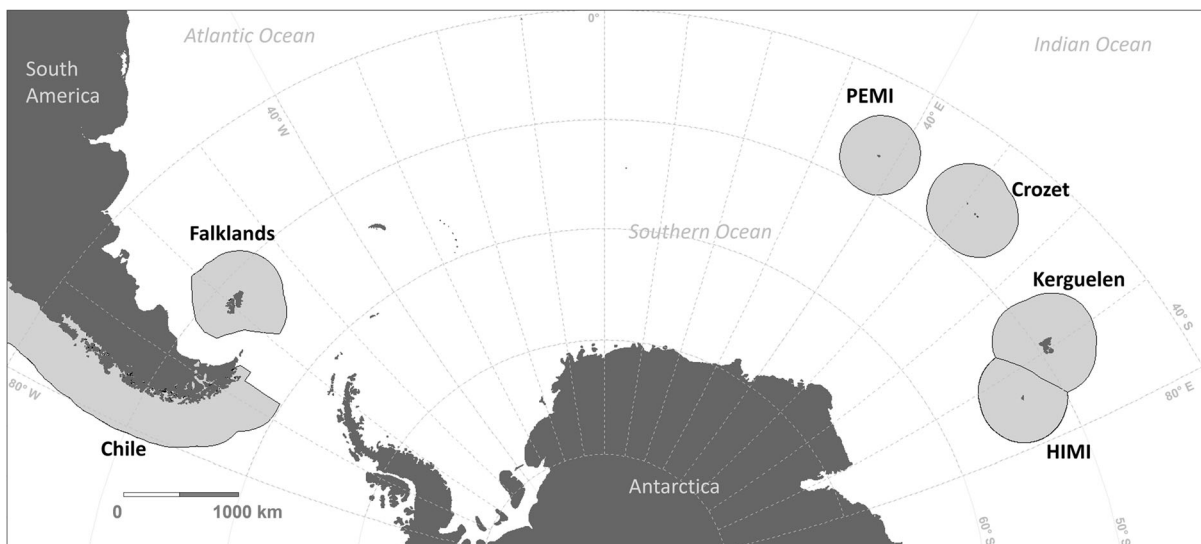 Atlantic Ocean
0°
Indian Ocean
South
America
PEMI
40° W
40° E
Crozet
Falklands
Southern Ocean
Kerguelen
40° S
80° W
80° E
Chile
HIMI
Antarctica
0 1000 km
60° S
50° S